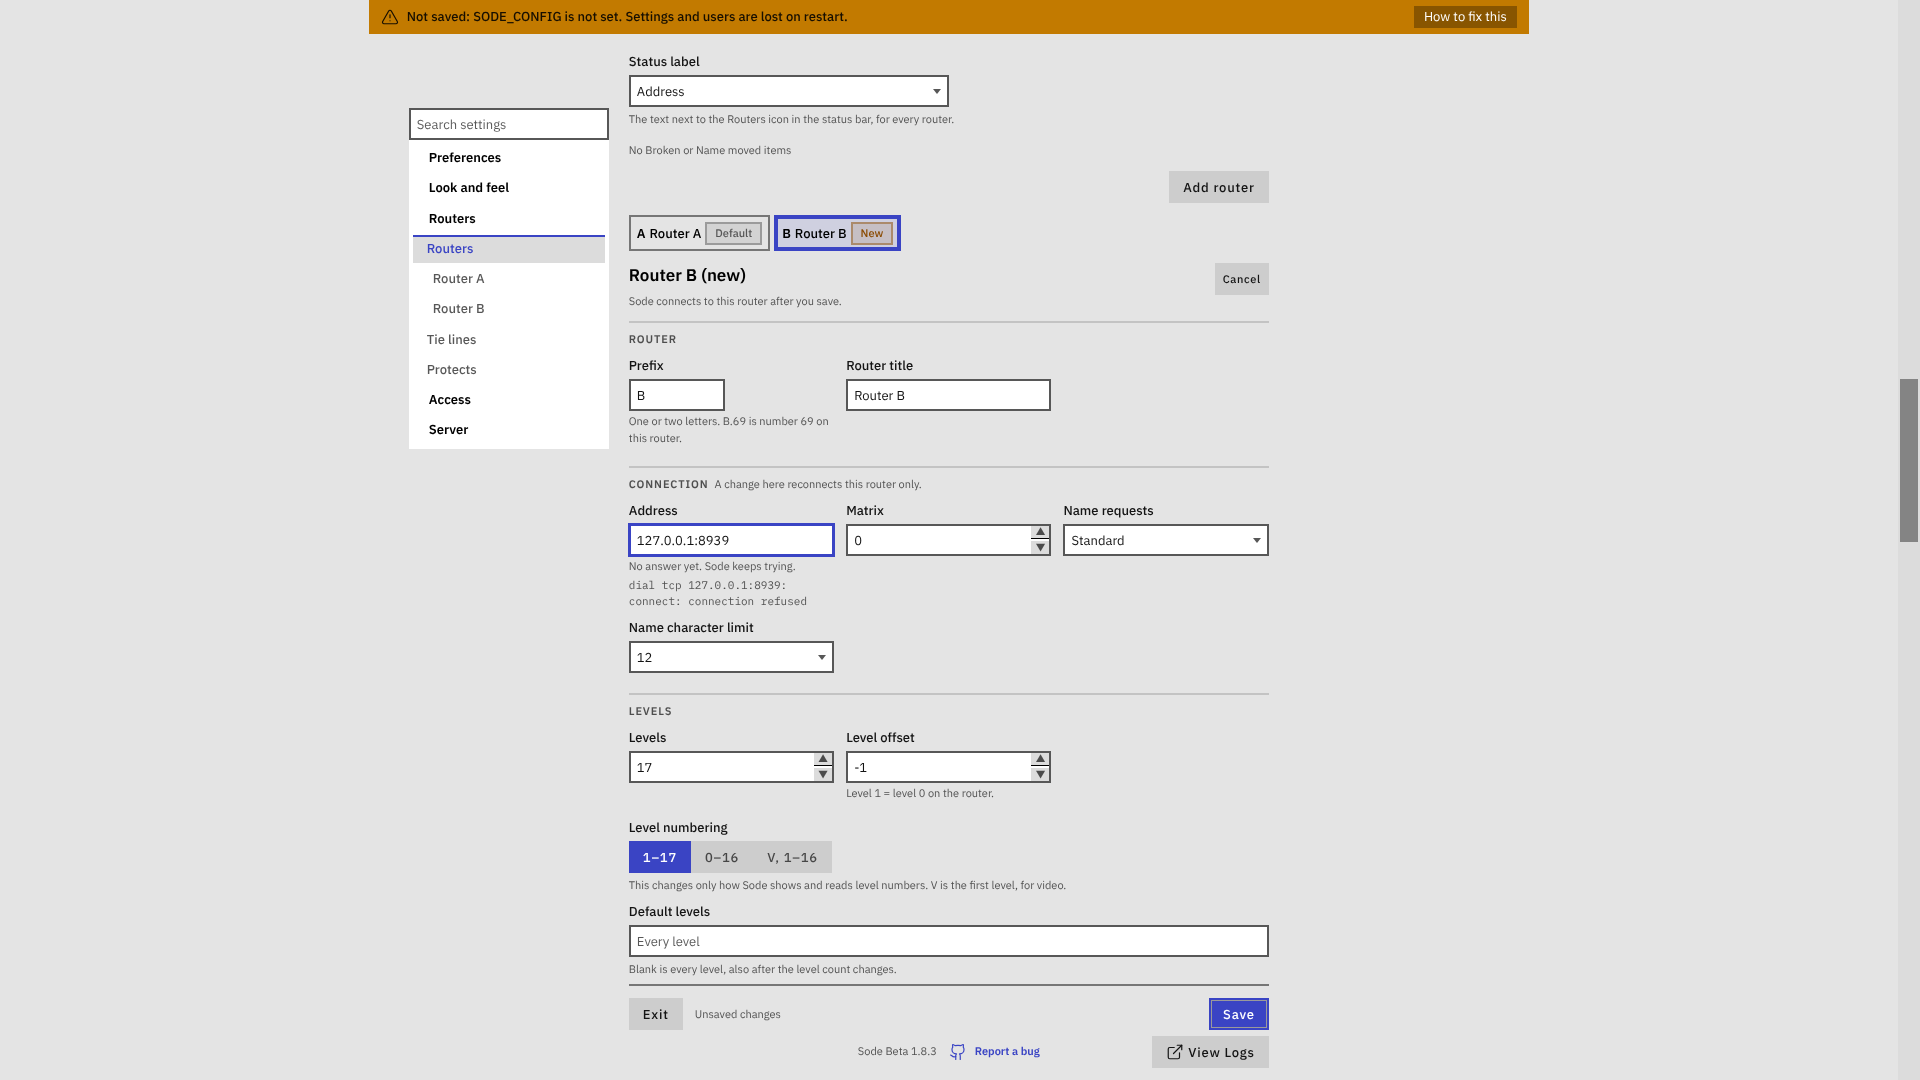 Not saved: SODE_CONFIG is not set. Settings and users are lost on restart.
How to fix this
Search settings
Preferences
Look and feel
Routers
Routers
Router A
Router B
Tie lines
Protects
Access
Server
Status label
Address
The text next to the Routers icon in the status bar, for every router.
No Broken or Name moved items
Add router
A Router A Default
B Router B New
Router B (new)
Cancel
Sode connects to this router after you save.
ROUTER
Prefix
Router title
B
Router B
One or two letters. B.69 is number 69 on
this router.
CONNECTION A change here reconnects this router only.
Address
Matrix
Name requests
127.0.0.1:8939
0
Standard
No answer yet. Sode keeps trying.
dial tcp 127.0.0.1:8939:
connect: connection refused
Name character limit
12
LEVELS
Levels
Level offset
17
-1
Level 1 = level 0 on the router.
Level numbering
1–17
0–16
V, 1–16
This changes only how Sode shows and reads level numbers. V is the first level, for video.
Default levels
Every level
Blank is every level, also after the level count changes.
Exit
Unsaved changes
Save
Sode Beta 1.8.3
Report a bug
View Logs